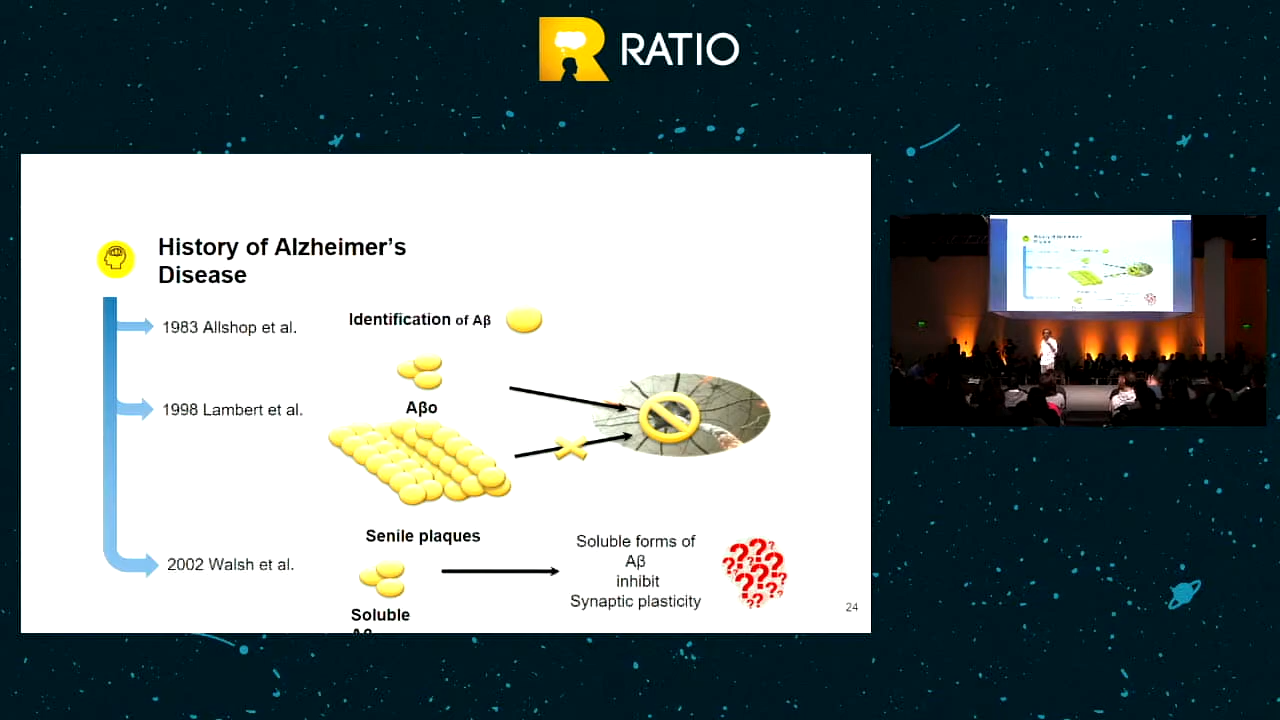 RATIO
History of Alzheimer's
Disease
1983 Allshop et al.
Identification of Aβ
1998 Lambert et al.
Aβo
Senile plaques
2002 Walsh et al.
Soluble forms of
Aβ
inhibit
Synaptic plasticity
Soluble
Aβ
24